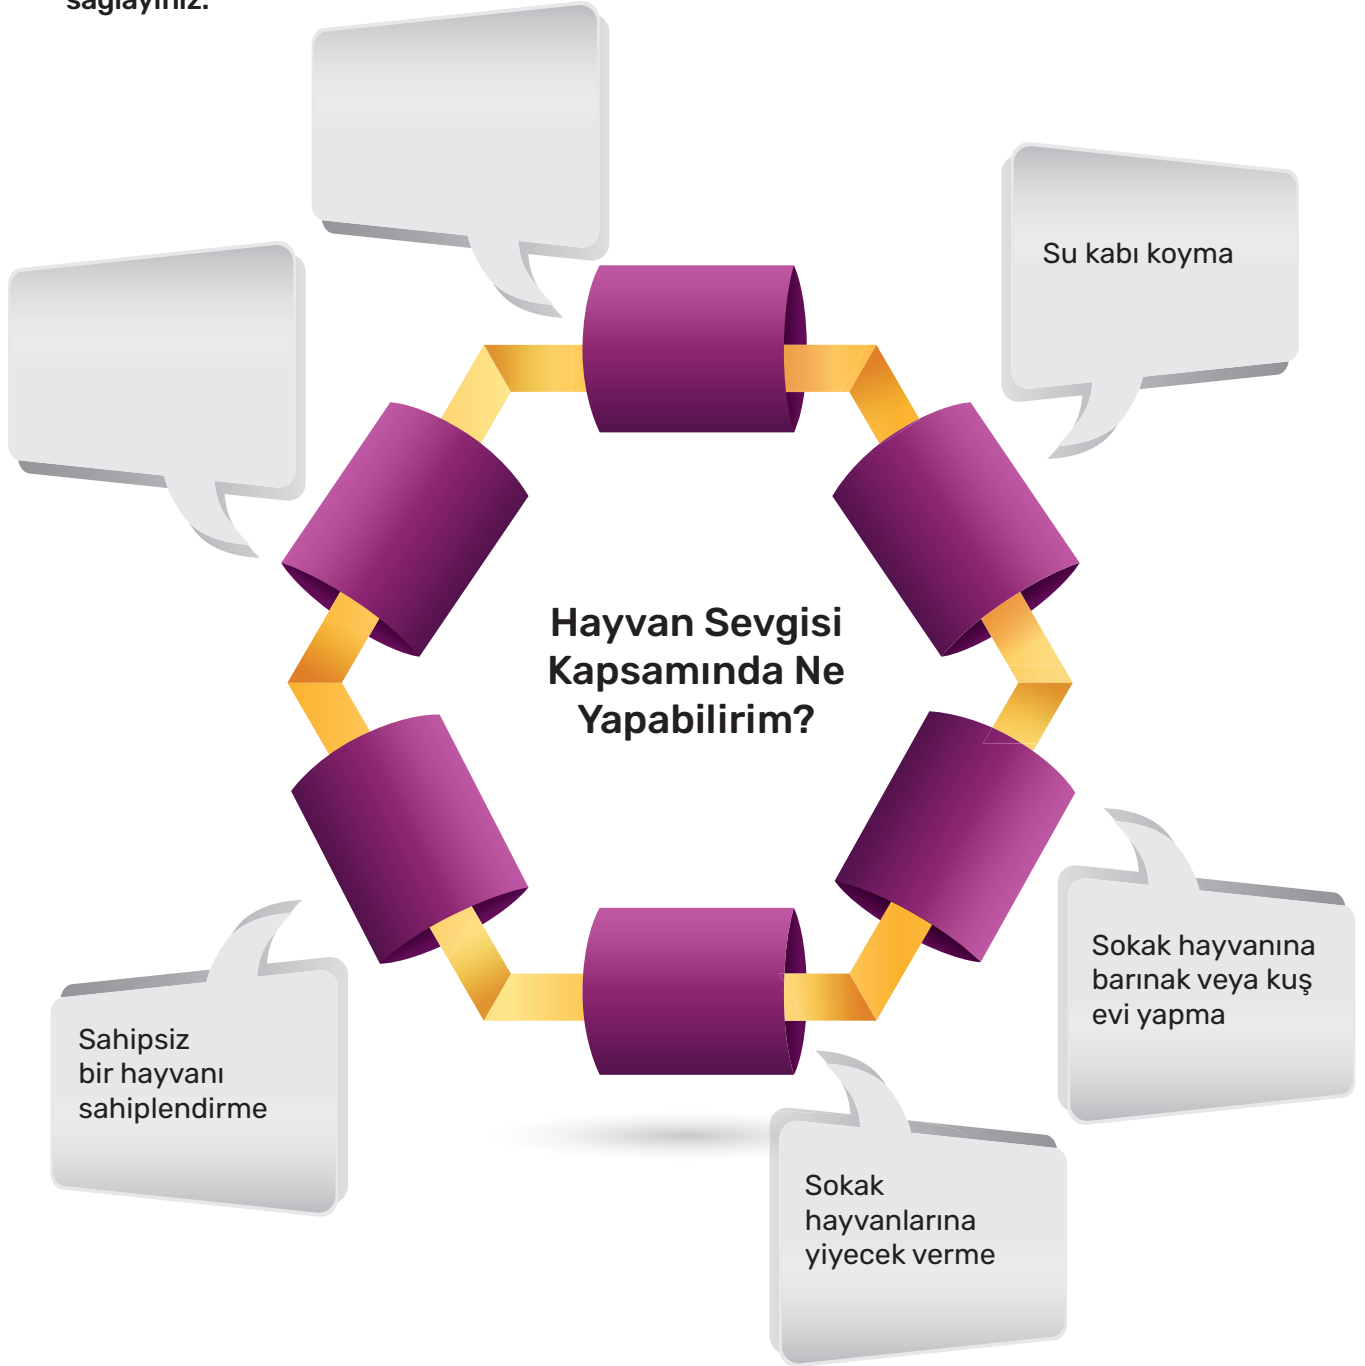 sağlayınız.
Su kabı koyma
Hayvan Sevgisi
Kapsamında Ne
Yapabilirim?
Sokak hayvanına
barınak veya kuş
evi yapma
Sahipsiz
bir hayvanı
sahiplendirme
Sokak
hayvanlarına
yiyecek verme